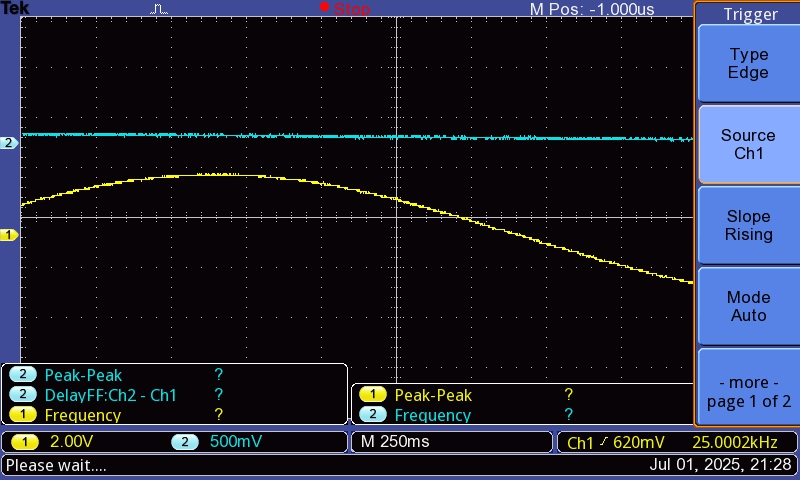 Tek
Stop
M Pos: -1.000us
Trigger
Type
Edge
Source
Ch1
Slope
Rising
Mode
Auto
- more -
page 1 of 2
2
1
2 Peak-Peak ?
2 DelayFF:Ch2 - Ch1 ?
1 Frequency ?
1 Peak-Peak ?
2 Frequency ?
1 2.00V
2 500mV
M 250ms
Ch1 620mV 25.0002kHz
Please wait....
Jul 01, 2025, 21:28